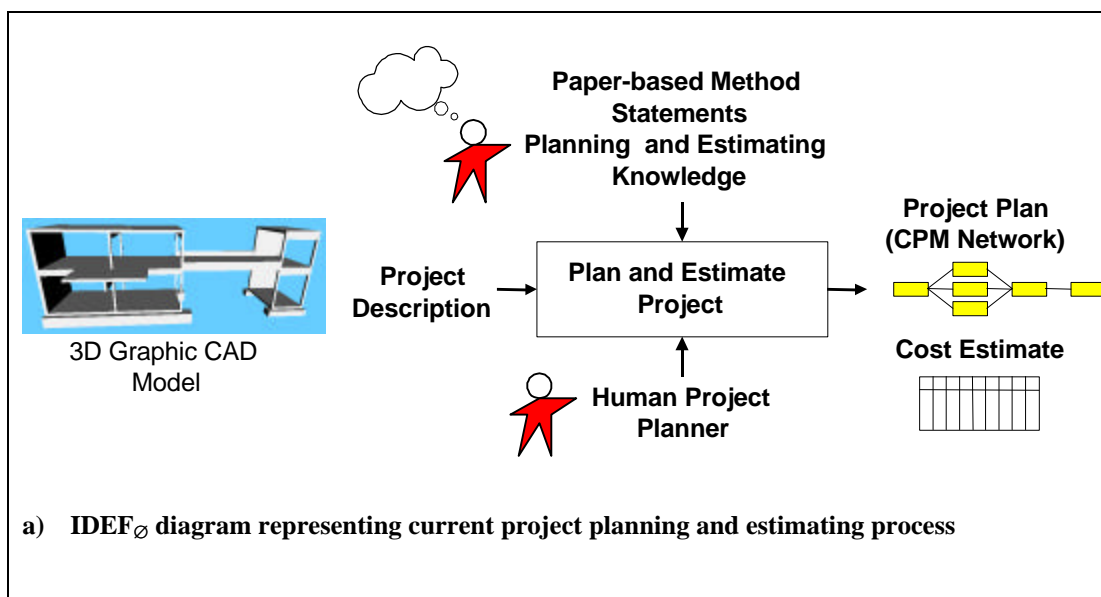 Paper-based Method
Statements
Planning and Estimating
Knowledge
Project Plan
(CPM Network)
Project
Description
Plan and Estimate
Project
Cost Estimate
3D Graphic CAD
Model
Human Project
Planner
a) IDEF∅ diagram representing current project planning and estimating process